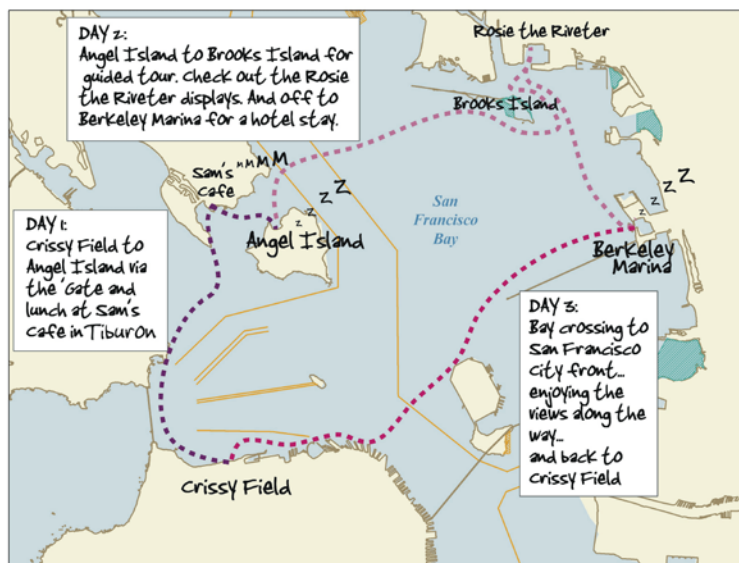 DAY 2:
Angel Island to Brooks Island for
guided tour. Check out the Rosie
the Riveter displays. And off to
Berkeley Marina for a hotel stay.
Rosie the Riveter
Brooks Island
Sam's
Cafe
mMMM
zzZZ
Angel Island
San
Francisco
Bay
zzZZ
Berkeley
Marina
DAY 1:
Crissy Field to
Angel Island via
the 'Gate and
lunch at Sam's
Cafe in Tiburon
DAY 3:
Bay crossing to
San Francisco
City front...
enjoying the
views along the
way...
and back to
Crissy Field
Crissy Field